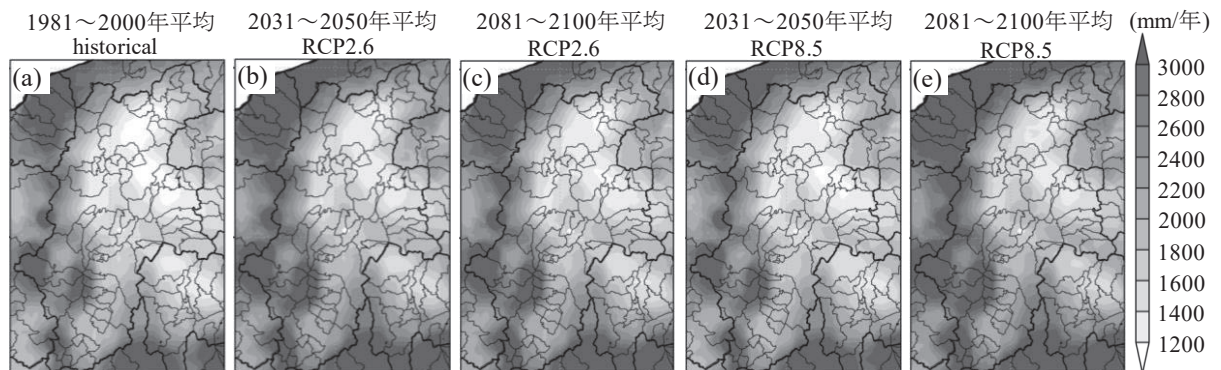 1981～2000年平均
historical
2031～2050年平均
RCP2.6
2081～2100年平均
RCP2.6
2031～2050年平均
RCP8.5
2081～2100年平均
RCP8.5
(mm/年)
(a)
(b)
(c)
(d)
(e)
3000
2800
2600
2400
2200
2000
1800
1600
1400
1200